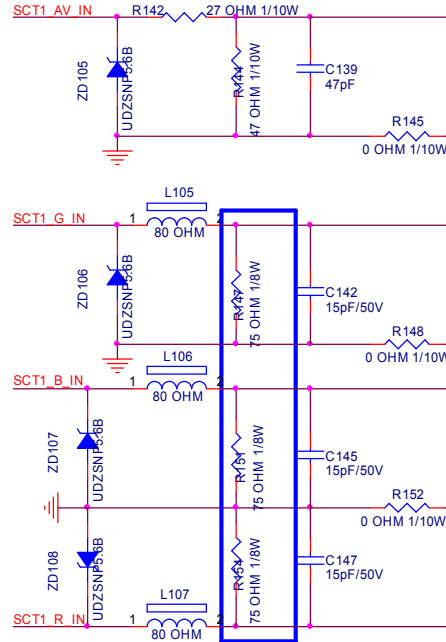 SCT1_AV_IN
R142
27 OHM 1/10W
ZD105
UDZSNP5.6B
R144
47 OHM 1/10W
C139
47pF
R145
0 OHM 1/10W
L105
SCT1_G_IN
1
2
80 OHM
ZD106
UDZSNP5.6B
R147
75 OHM 1/8W
C142
15pF/50V
R148
0 OHM 1/10W
L106
SCT1_B_IN
1
2
80 OHM
ZD107
UDZSNP5.6B
R151
75 OHM 1/8W
C145
15pF/50V
R152
0 OHM 1/10W
ZD108
UDZSNP5.6B
R154
75 OHM 1/8W
C147
15pF/50V
L107
SCT1_R_IN
1
2
80 OHM